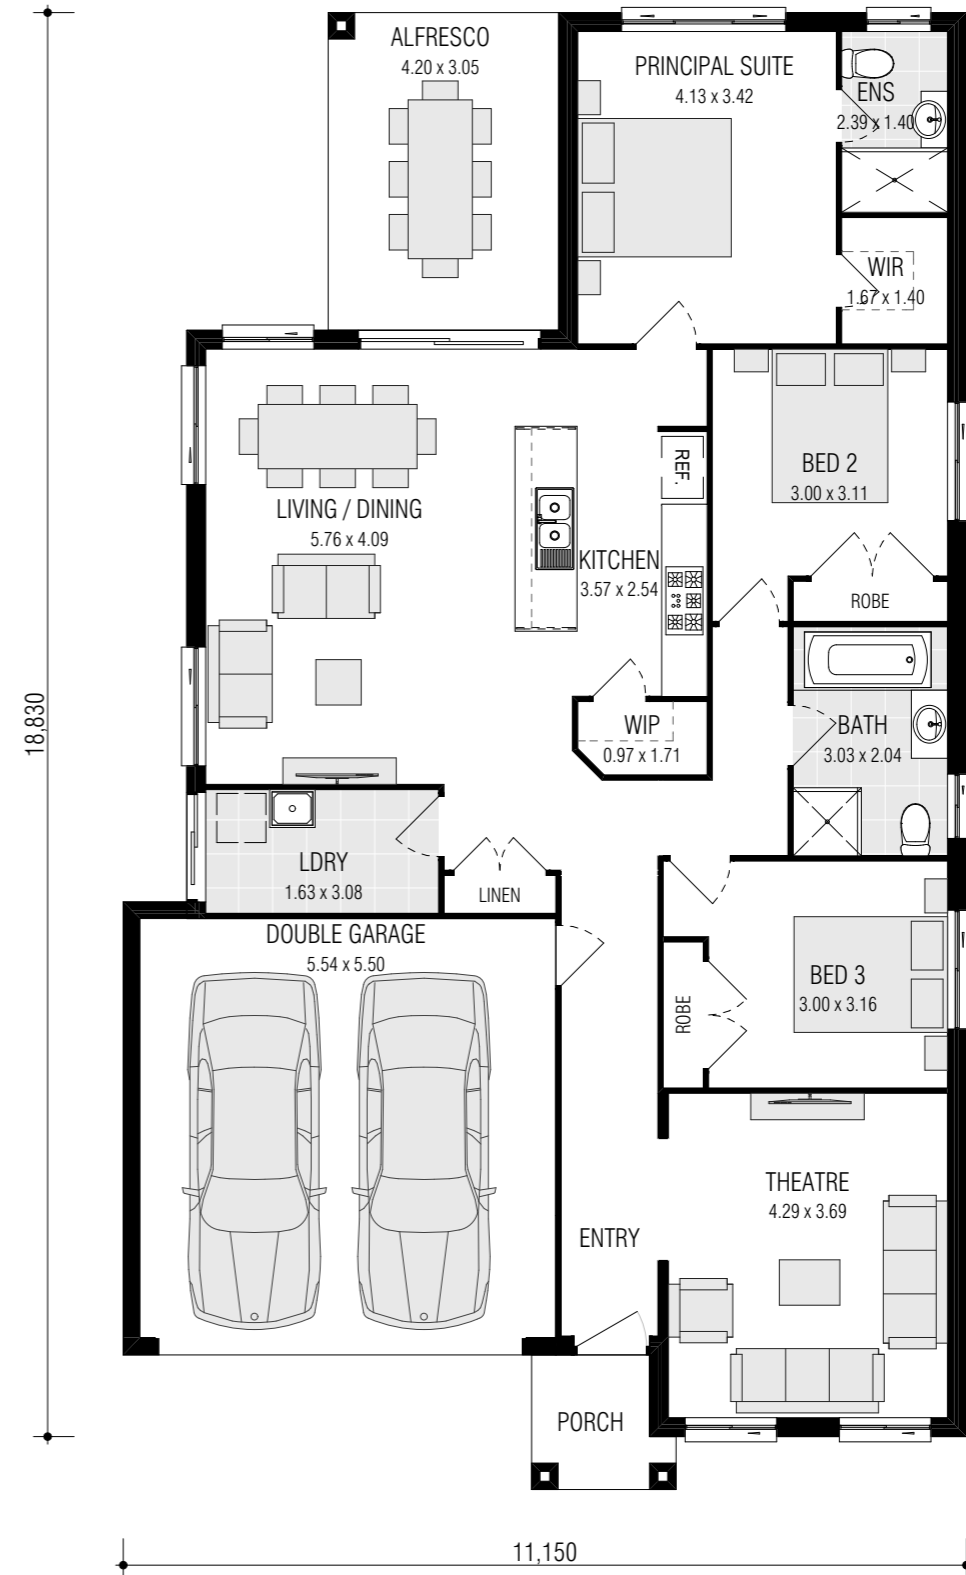 ALFRESCO
4.20 x 3.05
PRINCIPAL SUITE
4.13 x 3.42
ENS
2.39 x 1.40
WIR
1.67 x 1.40
BED 2
3.00 x 3.11
ROBE
LIVING / DINING
5.76 x 4.09
REF.
KITCHEN
3.57 x 2.54
WIP
0.97 x 1.71
BATH
3.03 x 2.04
18,830
LDRY
1.63 x 3.08
LINEN
DOUBLE GARAGE
5.54 x 5.50
BED 3
3.00 x 3.16
ROBE
THEATRE
4.29 x 3.69
ENTRY
PORCH
11,150